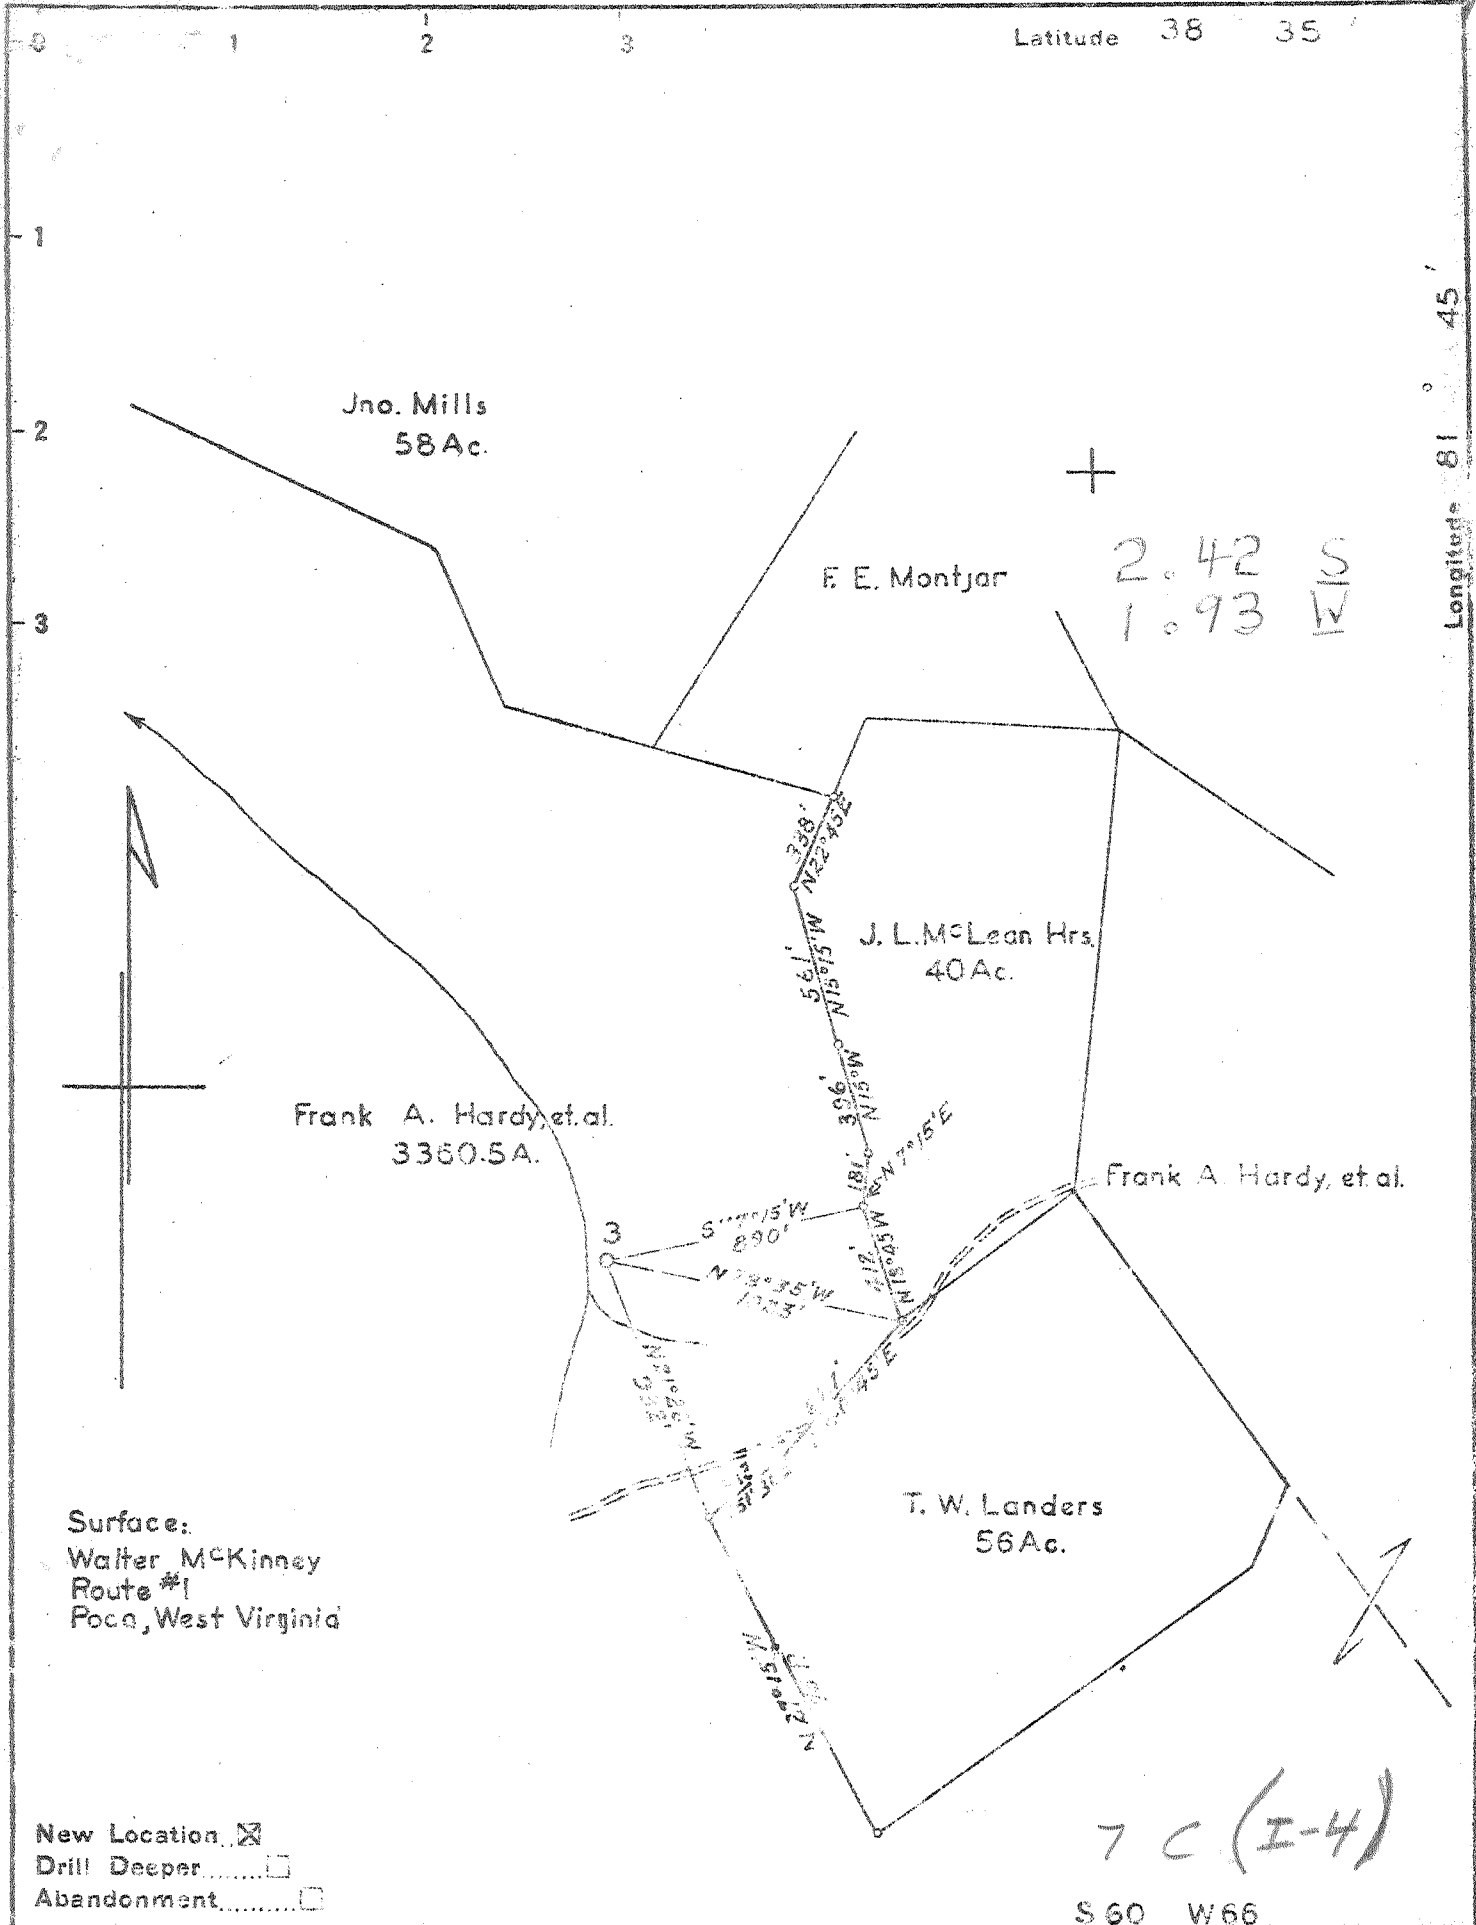 Latitude 38 35'
0 1 2 3
1
2
3
Longitude 81° 45'
Jno. Mills
58 Ac.
F. E. Montjar
2.42 S
1.93 W
338'
N22°45'E
J. L. McLean Hrs.
40 Ac.
561'
N15°15'W
396'
N15°W
Frank A. Hardy, et. al.
3360.5 A.
181'
N7°15'E
Frank A. Hardy, et. al.
3
890'
N 78°35'W
412'
N18°45'W
T. W. Landers
56 Ac.
Surface:
Walter McKinney
Route #1
Poca, West Virginia
N 27°15'W
New Location ☒
Drill Deeper ........ ☐
Abandonment .......... ☐
7 C (I-4)
S 60 W 66